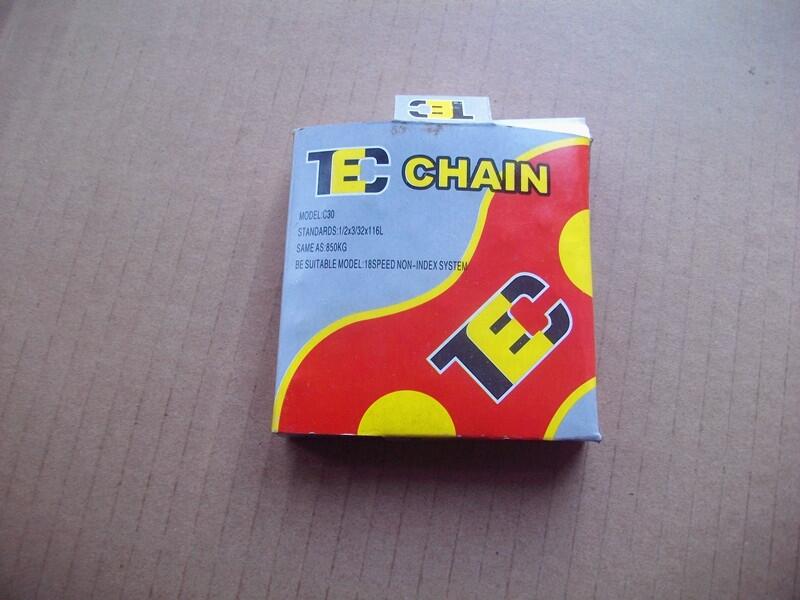 TEC CHAIN
MODEL:C30
STANDARDS:1/2x3/32x116L
SAME AS:850KG
BE SUITABLE MODEL:18SPEED NON-INDEX SYSTEM
TEC